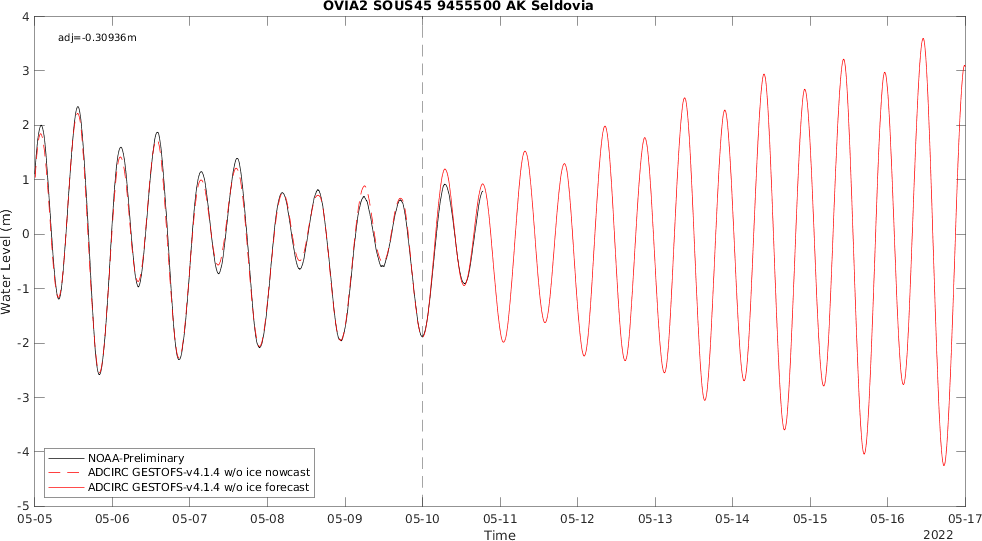 OVIA2 SOUS45 9455500 AK Seldovia
adj=-0.30936m
4
3
2
1
0
-1
-2
-3
-4
-5
Water Level (m)
NOAA-Preliminary
ADCIRC GESTOFS-v4.1.4 w/o ice nowcast
ADCIRC GESTOFS-v4.1.4 w/o ice forecast
05-05 05-06 05-07 05-08 05-09 05-10 05-11 05-12 05-13 05-14 05-15 05-16 05-17
Time
2022